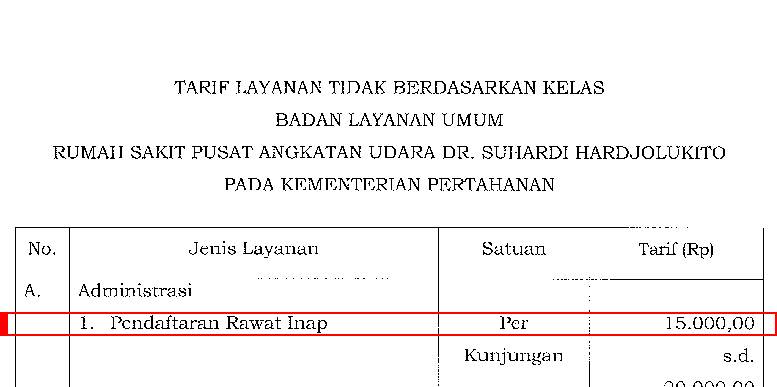 TARIF LAYANAN TIDAK BERDASARKAN KELAS
BADAN LAYANAN UMUM
RUMAH SAKIT PUSAT ANGKATAN UDARA DR. SUHARDI HARDJOLUKITO
PADA KEMENTERIAN PERTAHANAN
No. Jenis Layanan Satuan Tarif (Rp)
A. Administrasi
1. Pendaftaran Rawat Inap Per 15.000,00
Kunjungan s.d.